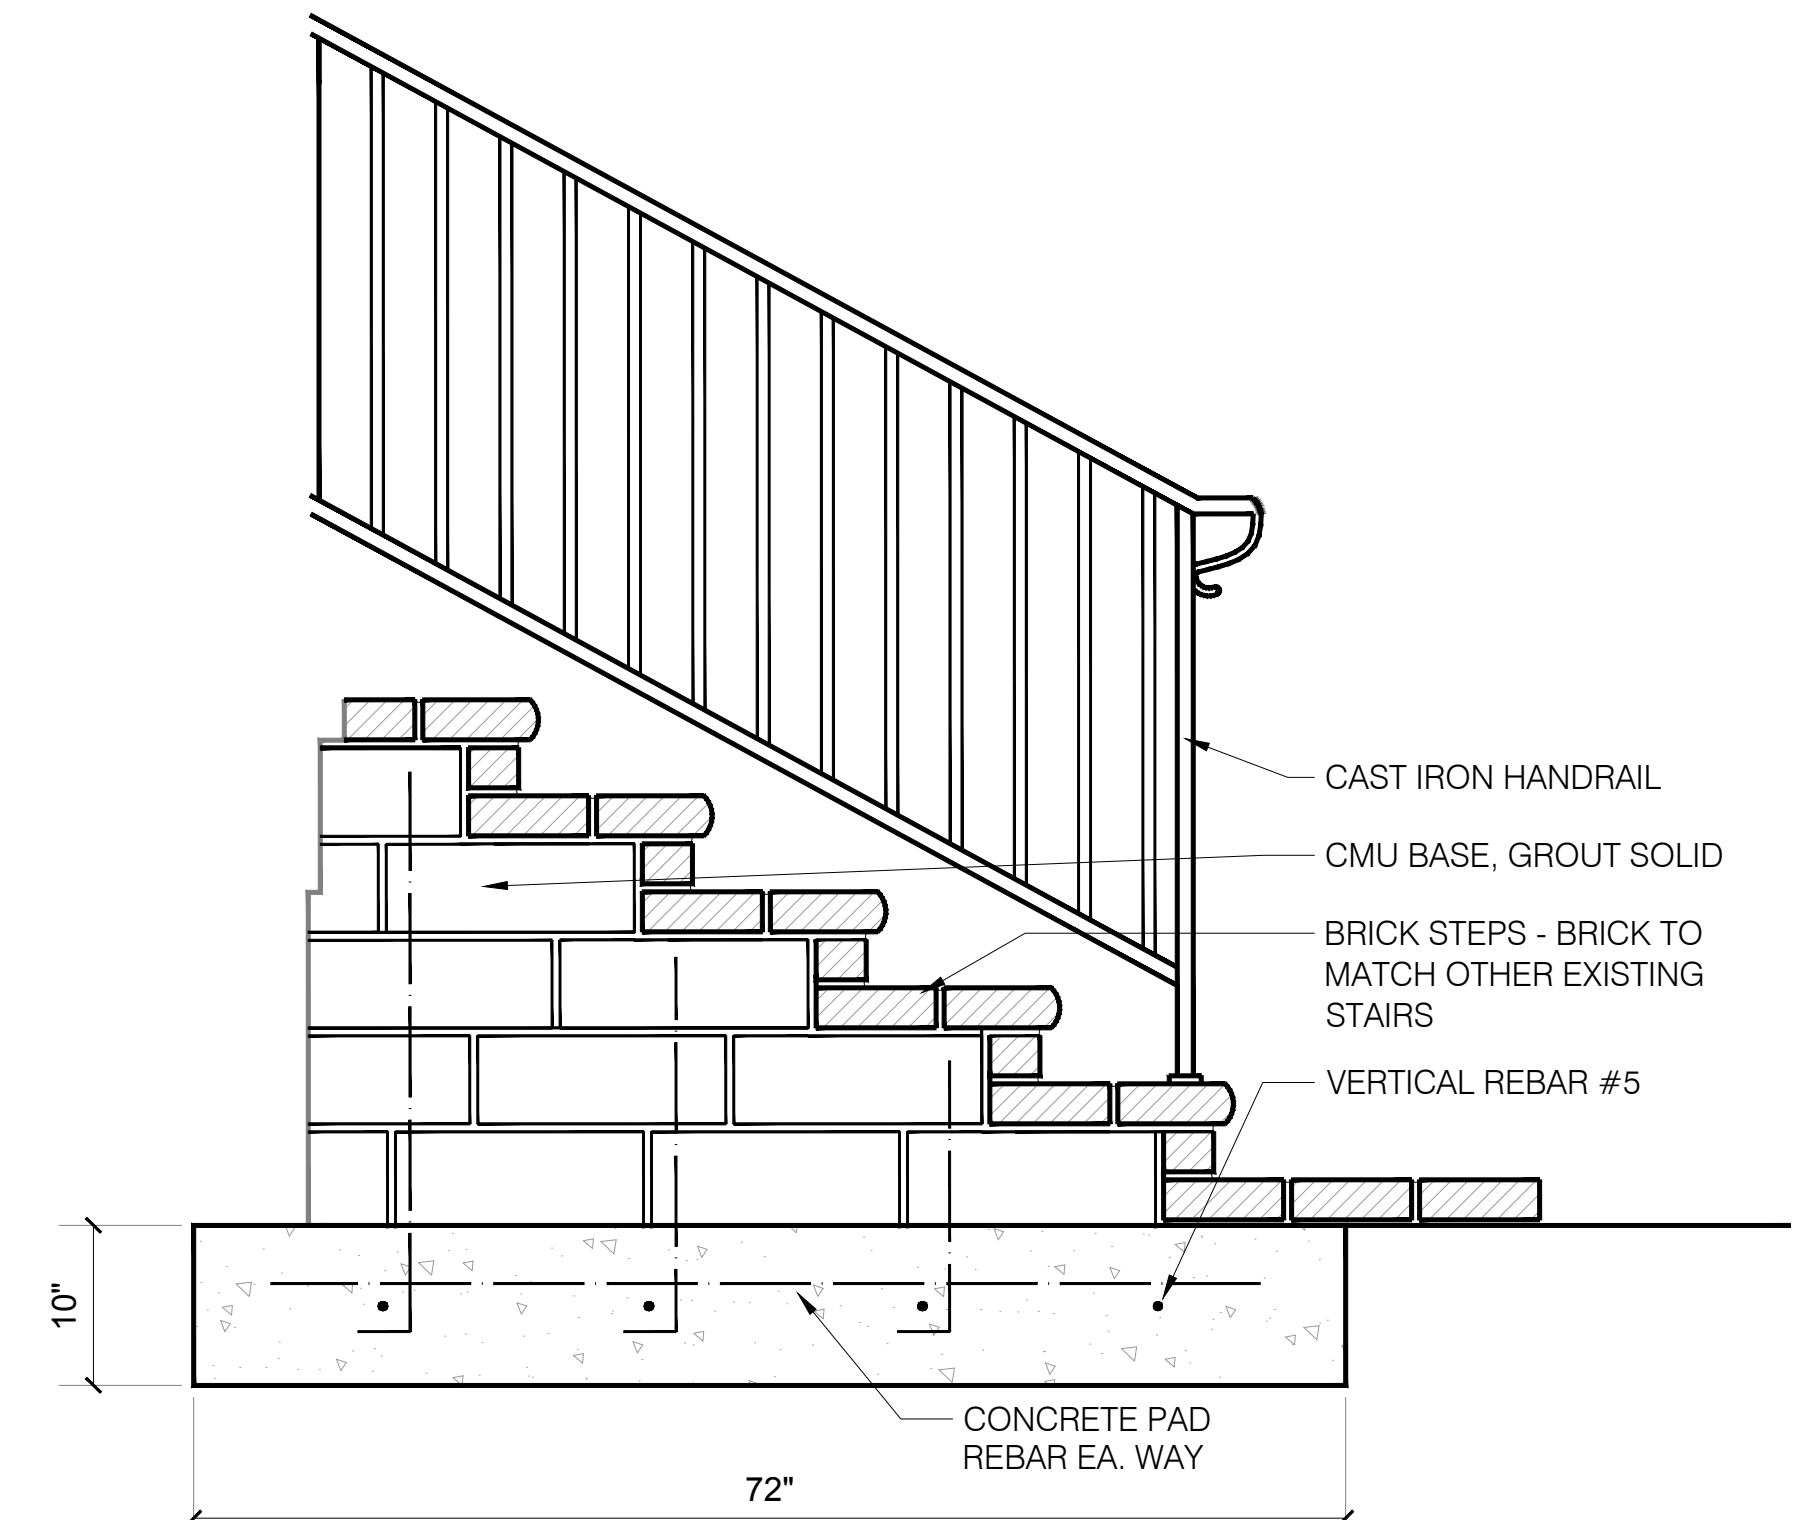 CAST IRON HANDRAIL
CMU BASE, GROUT SOLID
BRICK STEPS - BRICK TO
MATCH OTHER EXISTING
STAIRS
VERTICAL REBAR #5
10"
CONCRETE PAD
REBAR EA. WAY
72"